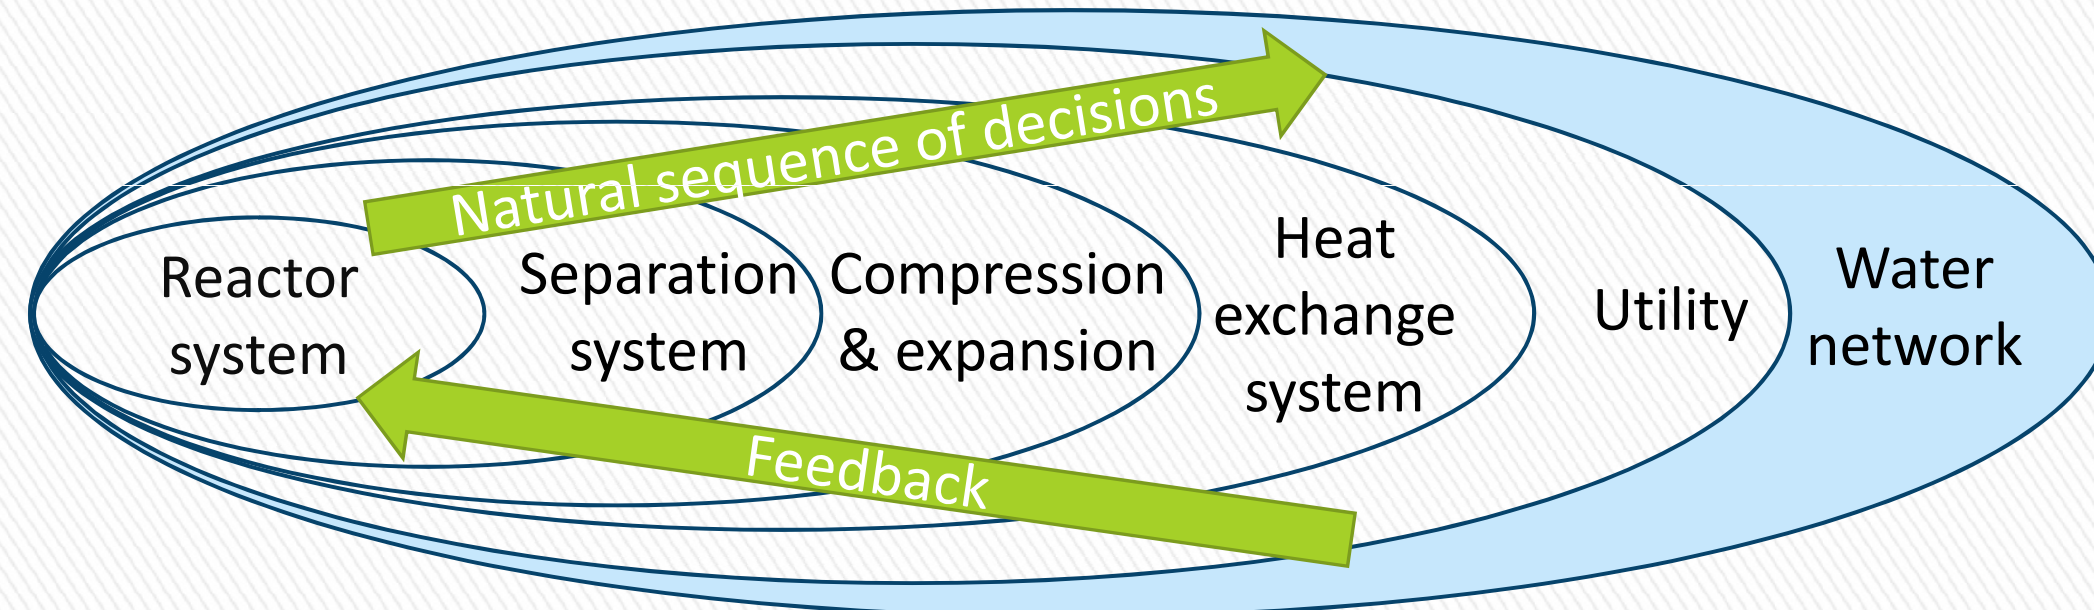 Natural sequence of decisions
Reactor
system
Separation
system
Compression
& expansion
Heat
exchange
system
Utility
Water
network
Feedback